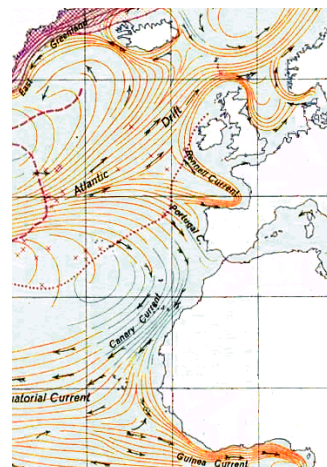 East Greenland
Drift
Atlantic
Rennell Current
Portugal C.
Canary Current
uatorial Current
Guinea Current